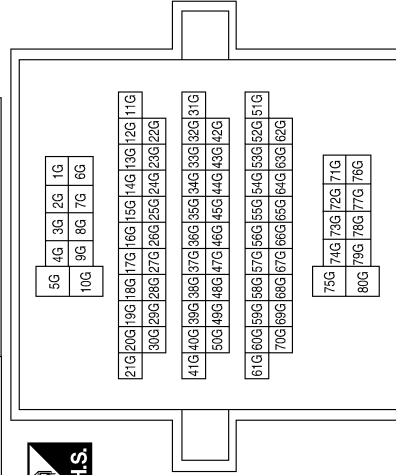 H.S.
5G 4G 3G 2G 1G
10G 9G 8G 7G 6G
21G 20G 19G 18G 17G 16G 15G 14G 13G 12G 11G
30G 29G 28G 27G 26G 25G 24G 23G 22G
41G 40G 39G 38G 37G 36G 35G 34G 33G 32G 31G
50G 49G 48G 47G 46G 45G 44G 43G 42G
61G 60G 59G 58G 57G 56G 55G 54G 53G 52G 51G
70G 69G 68G 67G 66G 65G 64G 63G 62G
75G 74G 73G 72G 71G
80G 79G 78G 77G 76G